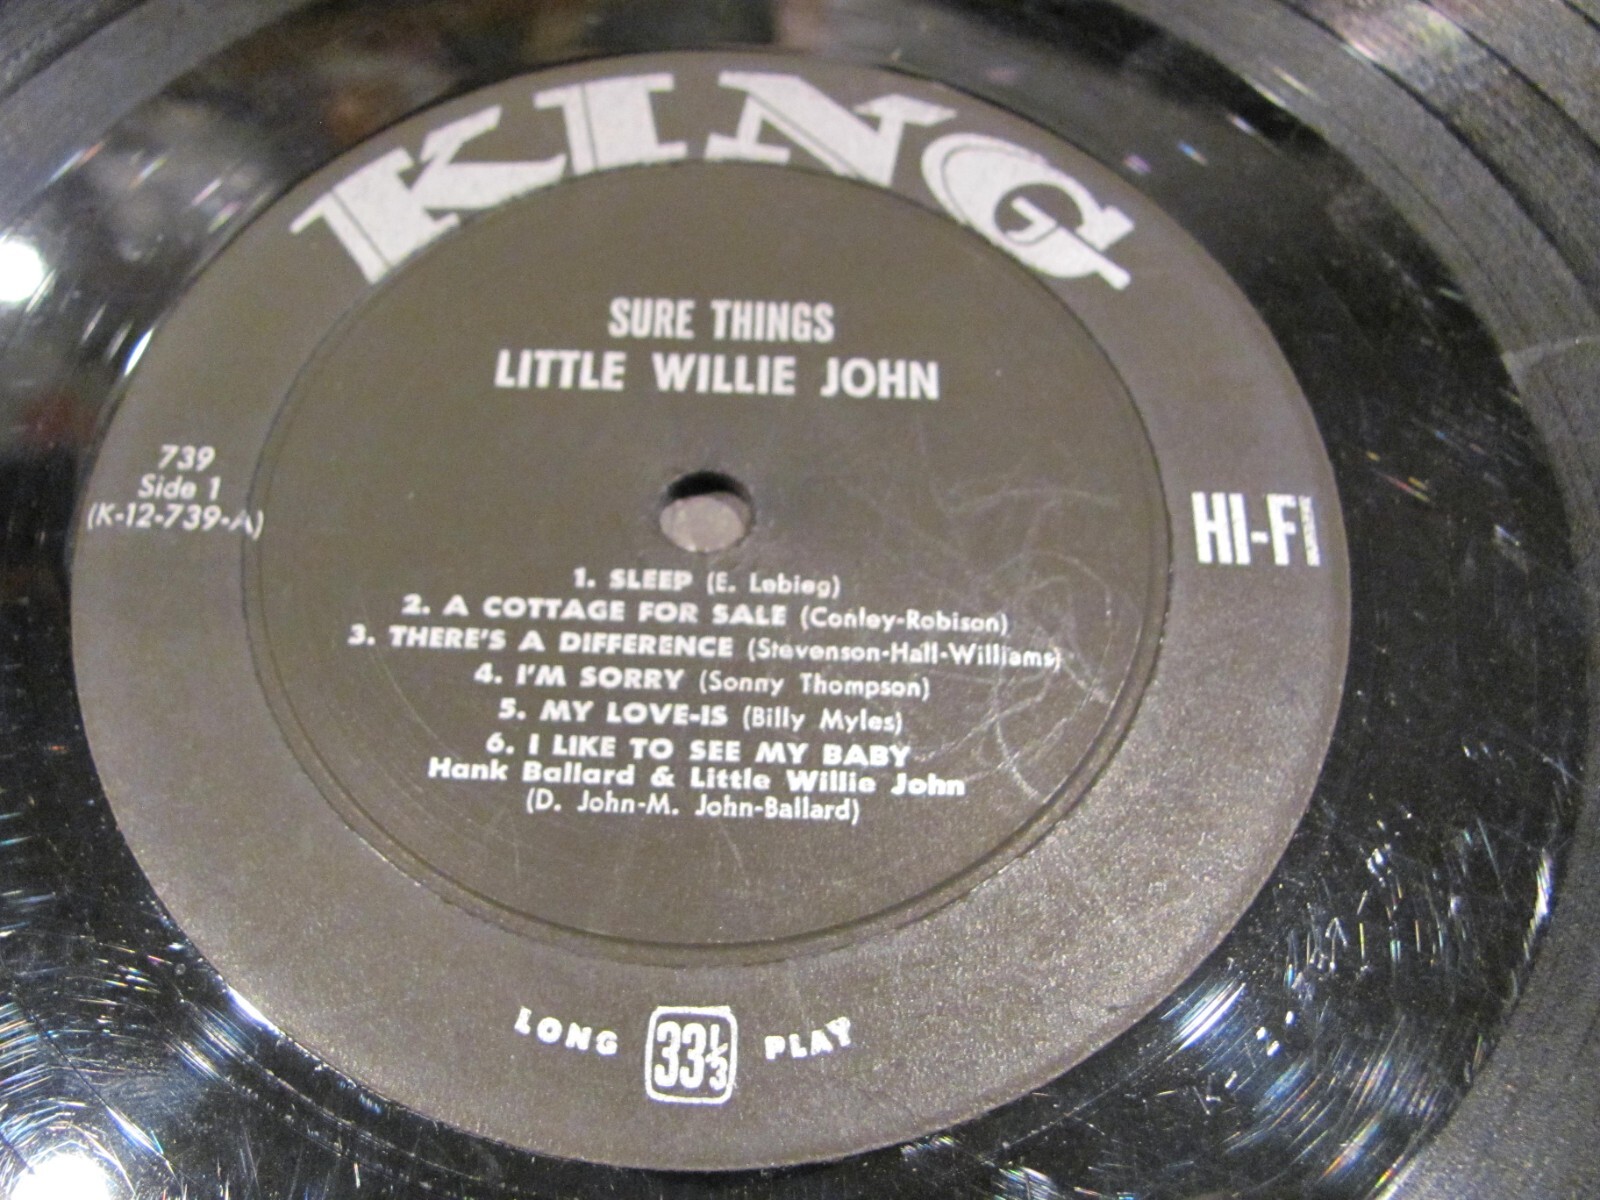 KING
SURE THINGS
LITTLE WILLIE JOHN
739
Side 1
(K-12-739-A)
HI-FI
1. SLEEP (E. Lebieg)
2. A COTTAGE FOR SALE (Conley-Robison)
3. THERE'S A DIFFERENCE (Stevenson-Hall-Williams)
4. I'M SORRY (Sonny Thompson)
5. MY LOVE-IS (Billy Myles)
6. I LIKE TO SEE MY BABY
Hank Ballard & Little Willie John
(D. John-M. John-Ballard)
LONG 33 1/3 PLAY